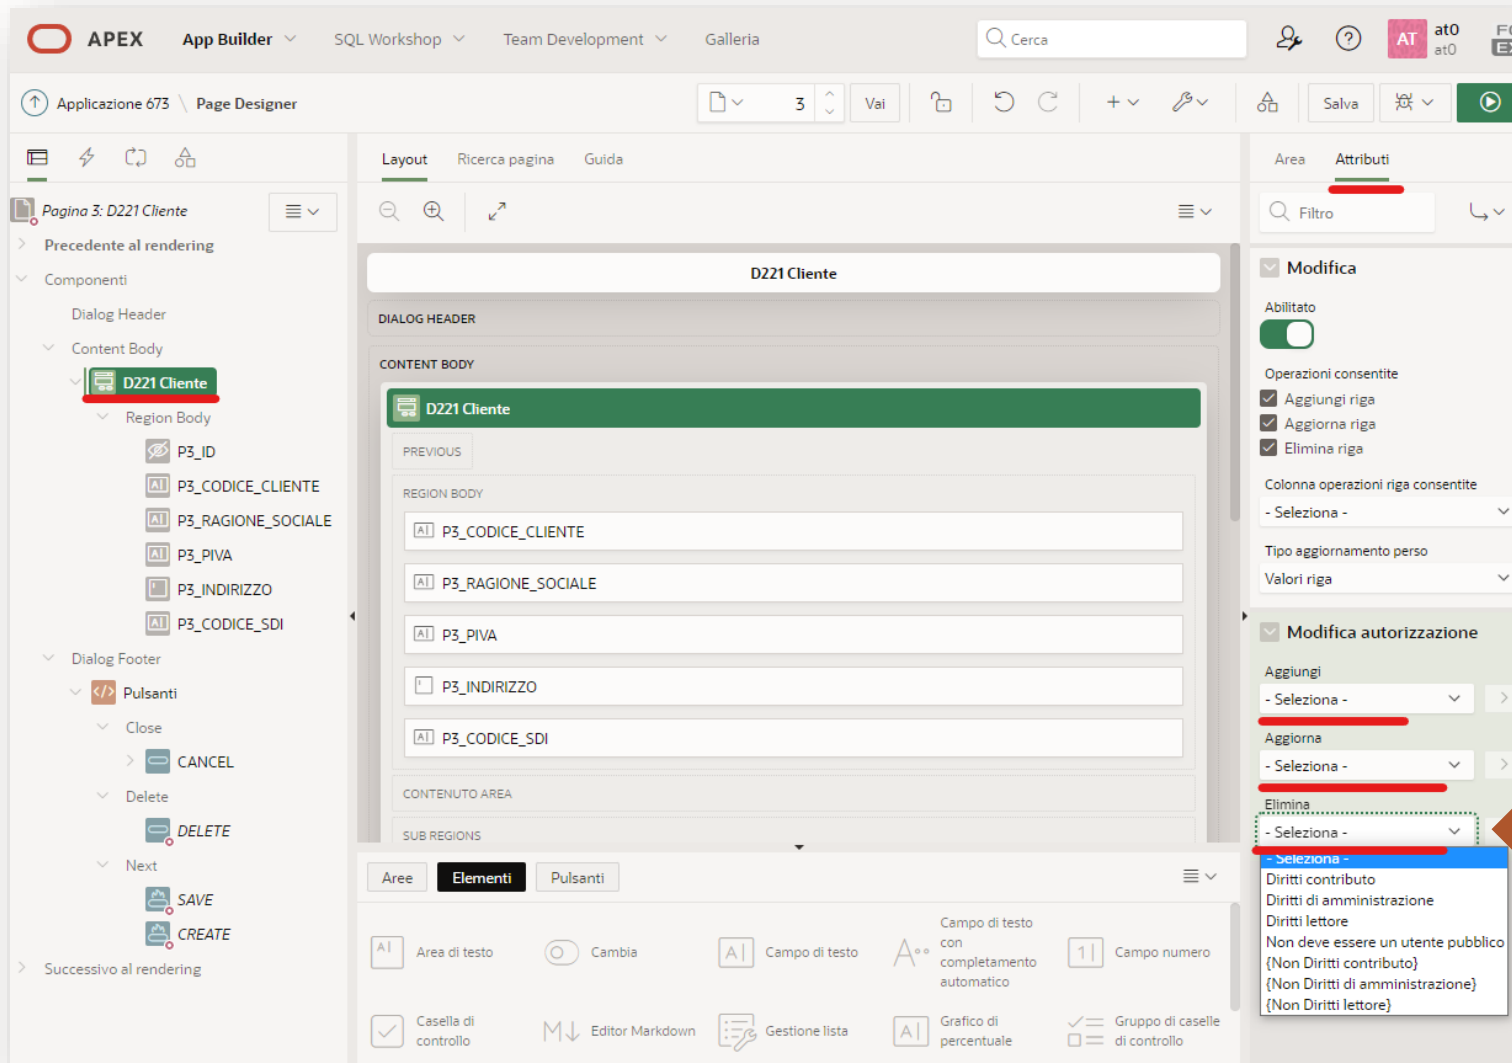 APEX
App Builder
SQL Workshop
Team Development
Galleria
Cerca
AT
at0
at0
Applicazione 673 \ Page Designer
3
Vai
Salva
Pagina 3: D221 Cliente
Precedente al rendering
Componenti
Dialog Header
Content Body
D221 Cliente
Region Body
P3_ID
P3_CODICE_CLIENTE
P3_RAGIONE_SOCIALE
P3_PIVA
P3_INDIRIZZO
P3_CODICE_SDI
Dialog Footer
Pulsanti
Close
CANCEL
Delete
DELETE
Next
SAVE
CREATE
Successivo al rendering
Layout
Ricerca pagina
Guida
D221 Cliente
DIALOG HEADER
CONTENT BODY
D221 Cliente
PREVIOUS
REGION BODY
P3_CODICE_CLIENTE
P3_RAGIONE_SOCIALE
P3_PIVA
P3_INDIRIZZO
P3_CODICE_SDI
CONTENUTO AREA
SUB REGIONS
Aree
Elementi
Pulsanti
Area di testo
Cambia
Campo di testo
Campo di testo
con
completamento
automatico
Campo numero
Casella di
controllo
Editor Markdown
Gestione lista
Grafico di
percentuale
Gruppo di caselle
di controllo
Area
Attributi
Filtro
Modifica
Abilitato
Operazioni consentite
Aggiungi riga
Aggiorna riga
Elimina riga
Colonna operazioni riga consentite
- Seleziona -
Tipo aggiornamento perso
Valori riga
Modifica autorizzazione
Aggiungi
- Seleziona -
Aggiorna
- Seleziona -
Elimina
- Seleziona -
- Seleziona -
Diritti contributo
Diritti di amministrazione
Diritti lettore
Non deve essere un utente pubblico
{Non Diritti contributo}
{Non Diritti di amministrazione}
{Non Diritti lettore}